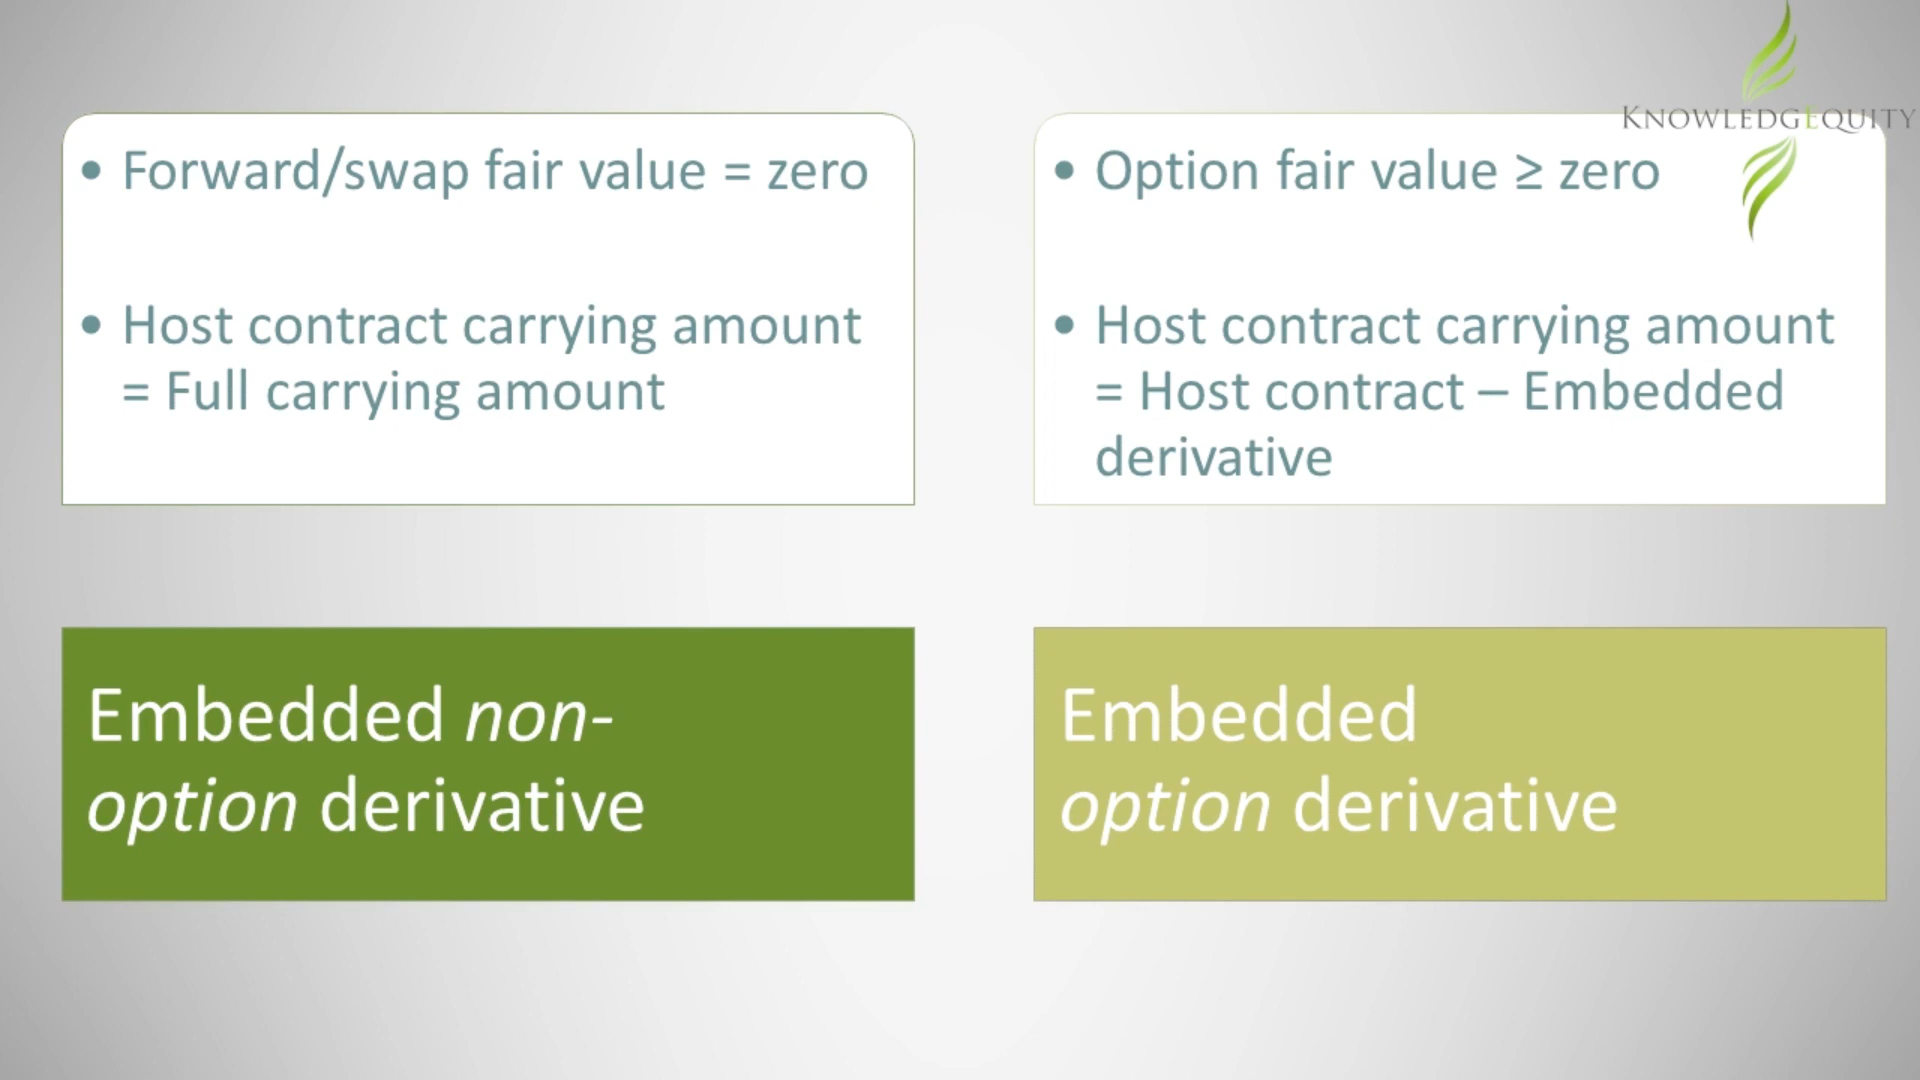 KNOWLEDGEQUITY
• Forward/swap fair value = zero
• Host contract carrying amount
= Full carrying amount
Embedded non-
option derivative
• Option fair value ≥ zero
• Host contract carrying amount
= Host contract – Embedded
derivative
Embedded
option derivative